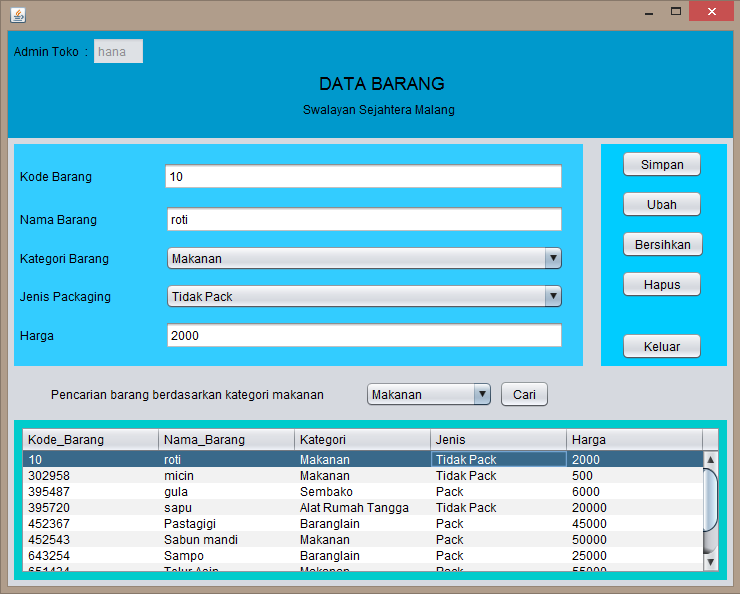 Admin Toko : hana
DATA BARANG
Swalayan Sejahtera Malang
Kode Barang 10
Nama Barang roti
Kategori Barang Makanan
Jenis Packaging Tidak Pack
Harga 2000
Simpan
Ubah
Bersihkan
Hapus
Keluar
Pencarian barang berdasarkan kategori makanan Makanan Cari
Kode_Barang Nama_Barang Kategori Jenis Harga
10 roti Makanan Tidak Pack 2000
302958 micin Makanan Tidak Pack 500
395487 gula Sembako Pack 6000
395720 sapu Alat Rumah Tangga Tidak Pack 20000
452367 Pastagigi Baranglain Pack 45000
452543 Sabun mandi Makanan Pack 50000
643254 Sampo Baranglain Pack 25000
Makanan Pack 55000